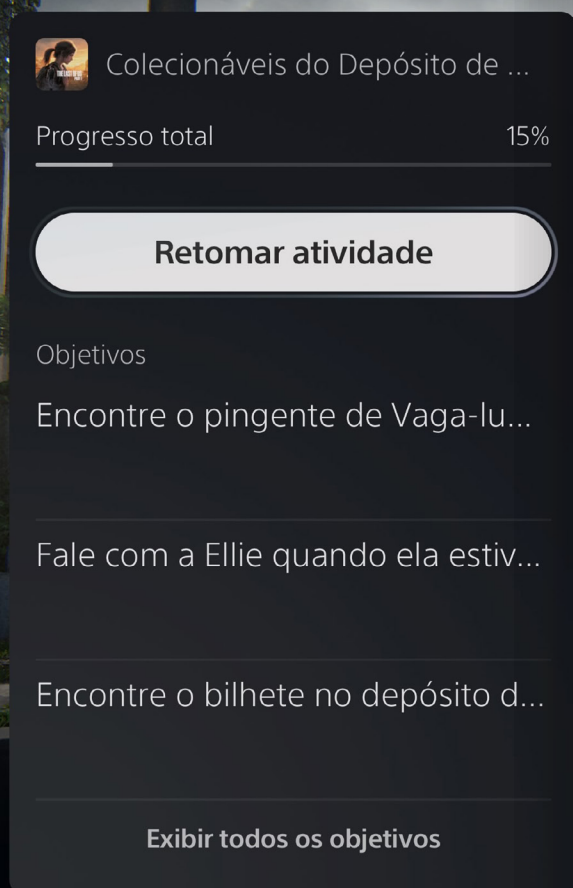 Colecionáveis do Depósito de ...
Progresso total 15%
Retomar atividade
Objetivos
Encontre o pingente de Vaga-lu...
Fale com a Ellie quando ela estiv...
Encontre o bilhete no depósito d...
Exibir todos os objetivos